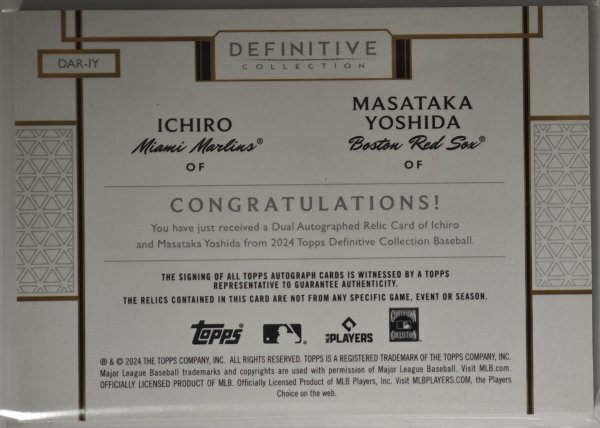 DEFINITIVE
COLLECTION
DAR-IY
ICHIRO
Miami Marlins®
OF
MASATAKA
YOSHIDA
Boston Red Sox®
OF
CONGRATULATIONS!
You have just received a Dual Autographed Relic Card of Ichiro
and Masataka Yoshida from 2024 Topps Definitive Collection Baseball.
THE SIGNING OF ALL TOPPS AUTOGRAPH CARDS IS WITNESSED BY A TOPPS
REPRESENTATIVE TO GUARANTEE AUTHENTICITY.
THE RELICS CONTAINED IN THIS CARD ARE NOT FROM ANY SPECIFIC GAME, EVENT OR SEASON.
Topps PLAYERS
® & © 2024 THE TOPPS COMPANY, INC. ALL RIGHTS RESERVED. TOPPS IS A REGISTERED TRADEMARK OF THE TOPPS COMPANY, INC.
Major League Baseball trademarks and copyrights are used with permission of Major League Baseball. Visit MLB.com.
OFFICIALLY LICENSED PRODUCT OF MLB. Officially Licensed Product of MLB Players, Inc. Visit MLBPLAYERS.COM, the Players
Choice on the web.